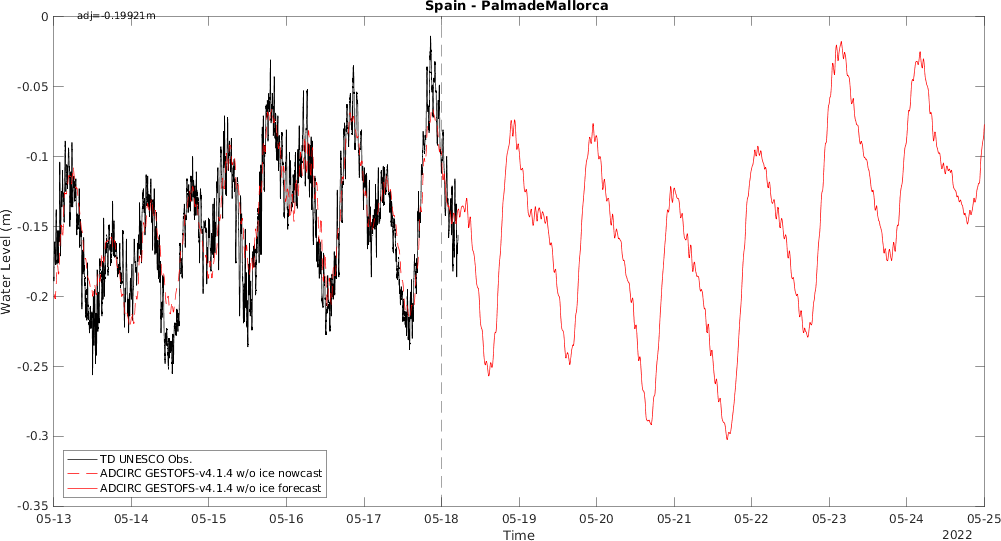 Spain - PalmadeMallorca
adj=-0.19921m
0
-0.05
-0.1
-0.15
-0.2
-0.25
-0.3
-0.35
Water Level (m)
TD UNESCO Obs.
ADCIRC GESTOFS-v4.1.4 w/o ice nowcast
ADCIRC GESTOFS-v4.1.4 w/o ice forecast
05-13 05-14 05-15 05-16 05-17 05-18 05-19 05-20 05-21 05-22 05-23 05-24 05-25
Time
2022